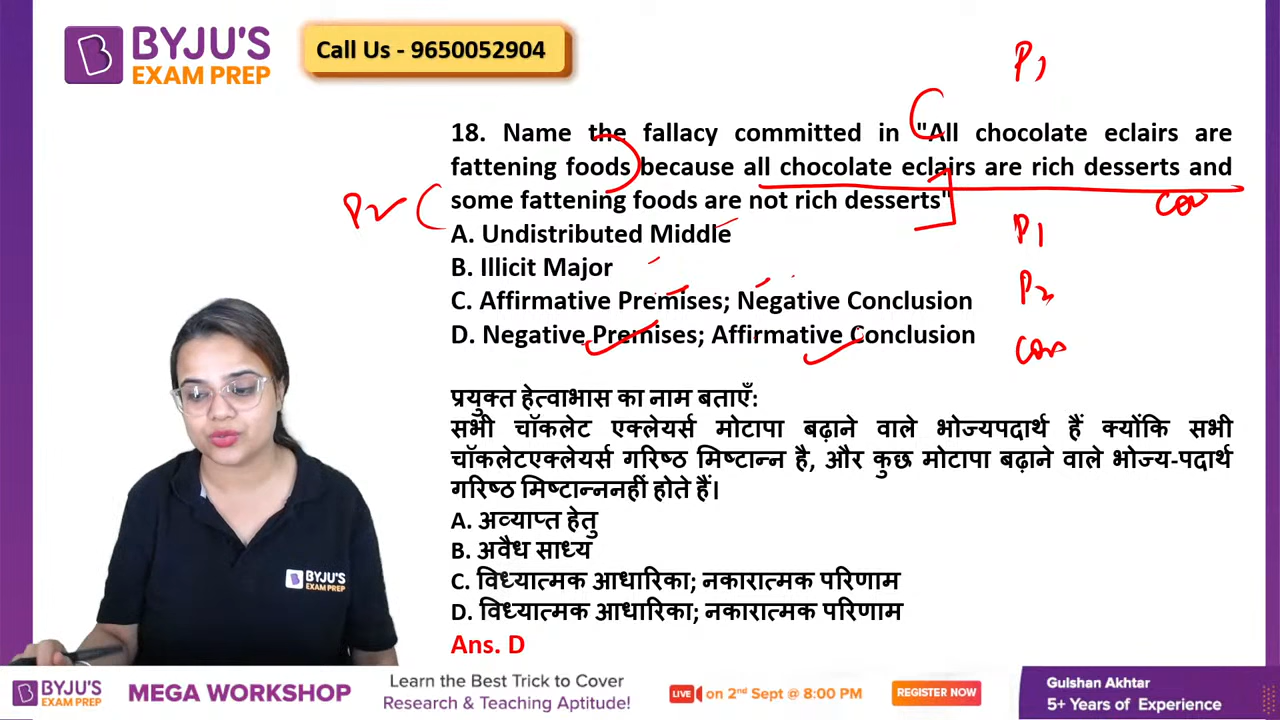 BYJU'S
EXAM PREP
Call Us - 9650052904
P1
18. Name the fallacy committed in "All chocolate eclairs are
fattening foods because all chocolate eclairs are rich desserts and
some fattening foods are not rich desserts"
P2
Con
A. Undistributed Middle
P1
B. Illicit Major
P2
C. Affirmative Premises; Negative Conclusion
D. Negative Premises; Affirmative Conclusion
Con
प्रयुक्त हेत्वाभास का नाम बताएँ:
सभी चॉकलेट एक्लेयर्स मोटापा बढ़ाने वाले भोज्यपदार्थ हैं क्योंकि सभी
चॉकलेटएक्लेयर्स गरिष्ठ मिष्टान्न है, और कुछ मोटापा बढ़ाने वाले भोज्य-पदार्थ
गरिष्ठ मिष्टान्ननहीं होते हैं।
A. अव्याप्त हेतु
B. अवैध साध्य
C. विध्यात्मक आधारिका; नकारात्मक परिणाम
D. विध्यात्मक आधारिका; नकारात्मक परिणाम
Ans. D
BYJU'S
EXAM PREP
BYJU'S
EXAM PREP
MEGA WORKSHOP
Learn the Best Trick to Cover
Research & Teaching Aptitude!
LIVE on 2nd Sept @ 8:00 PM
REGISTER NOW
Gulshan Akhtar
5+ Years of Experience